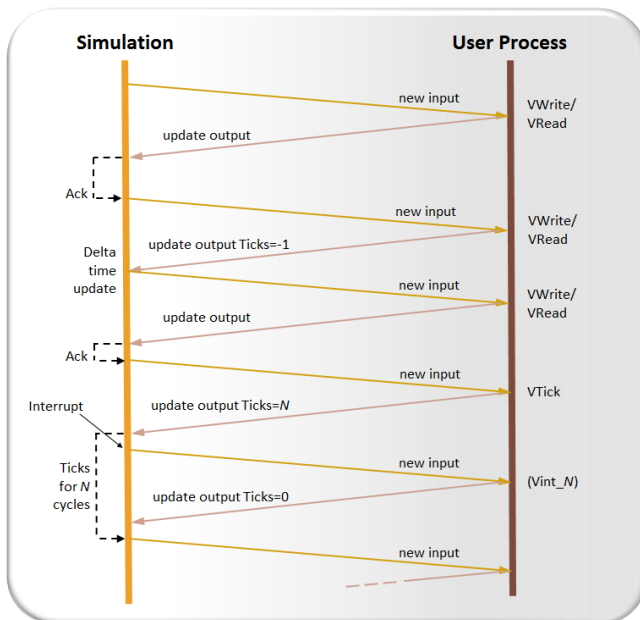 Simulation
User Process
new input
VWrite/
VRead
update output
Ack
new input
VWrite/
VRead
update output Ticks=-1
Delta
time
update
new input
VWrite/
VRead
update output
Ack
new input
VTick
update output Ticks=N
Interrupt
new input
(Vint_N)
Ticks
for N
cycles
update output Ticks=0
new input